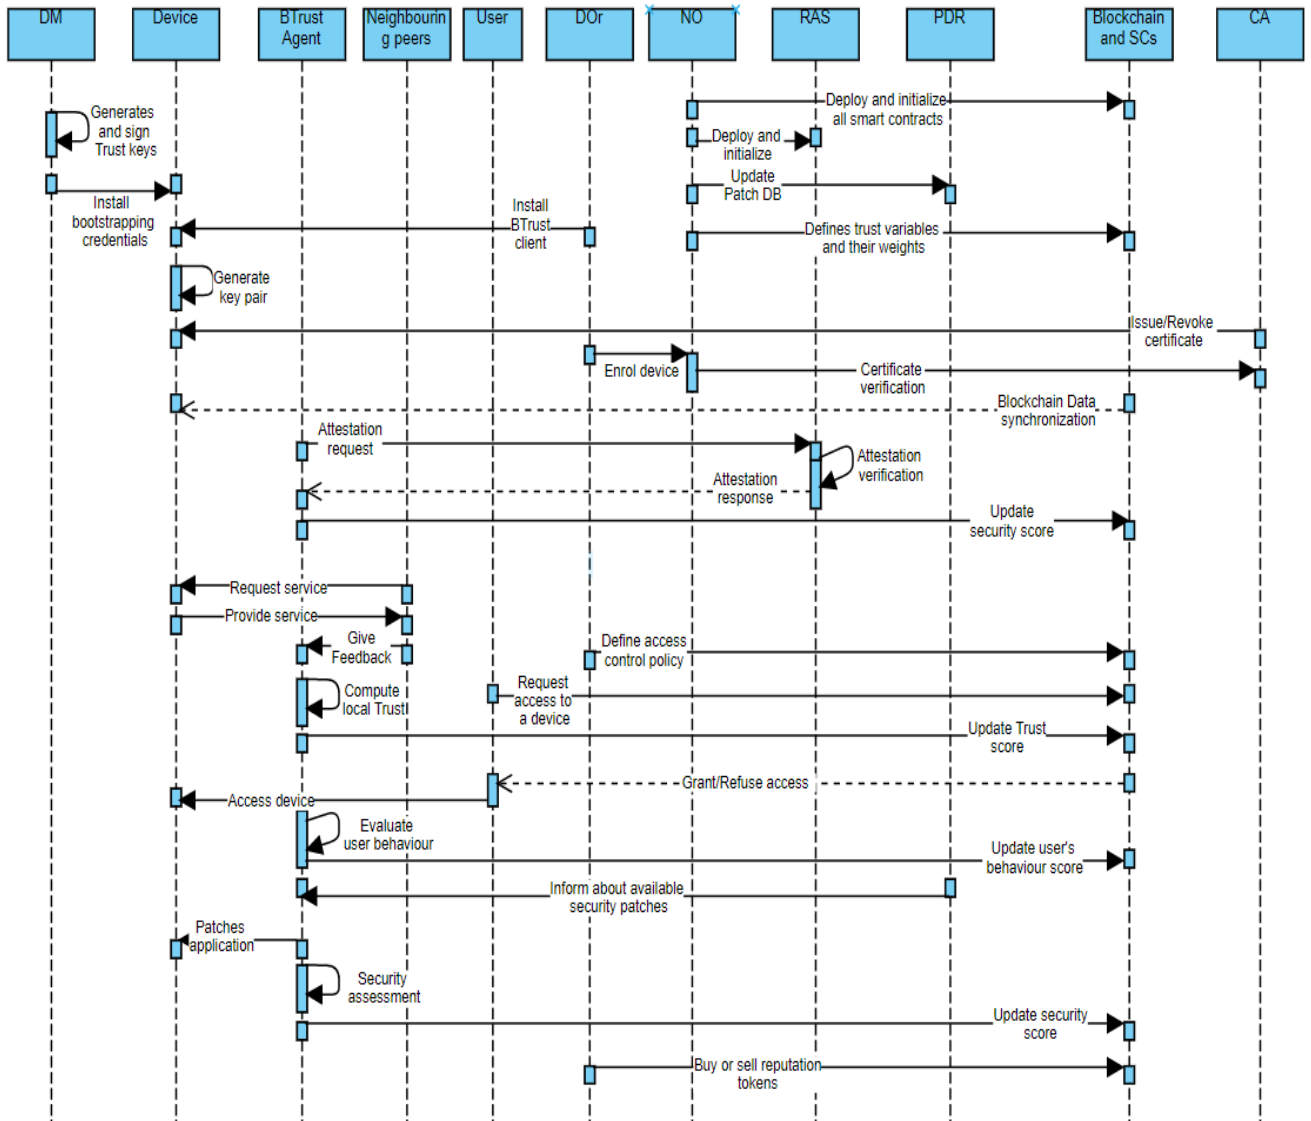 DM
Device
BTrust
Agent
Neighbourin
g peers
User
DOr
NO
RAS
PDR
Blockchain
and SCs
CA
Generates
and sign
Trust keys
Deploy and initialize
all smart contracts
Deploy and
initialize
Update
Patch DB
Install
bootstrapping
credentials
Install
BTrust
client
Defines trust variables
and their weights
Generate
key pair
Issue/Revoke
certificate
Enrol device
Certificate
verification
Blockchain Data
synchronization
Attestation
request
Attestation
verification
Attestation
response
Update
security score
Request service
Provide service
Give
Feedback
Define access
control policy
Compute
local Trust
Request
access to
a device
Update Trust
score
Grant/Refuse access
Access device
Evaluate
user behaviour
Update user's
behaviour score
Inform about available
security patches
Patches
application
Security
assessment
Update security
score
Buy or sell reputation
tokens